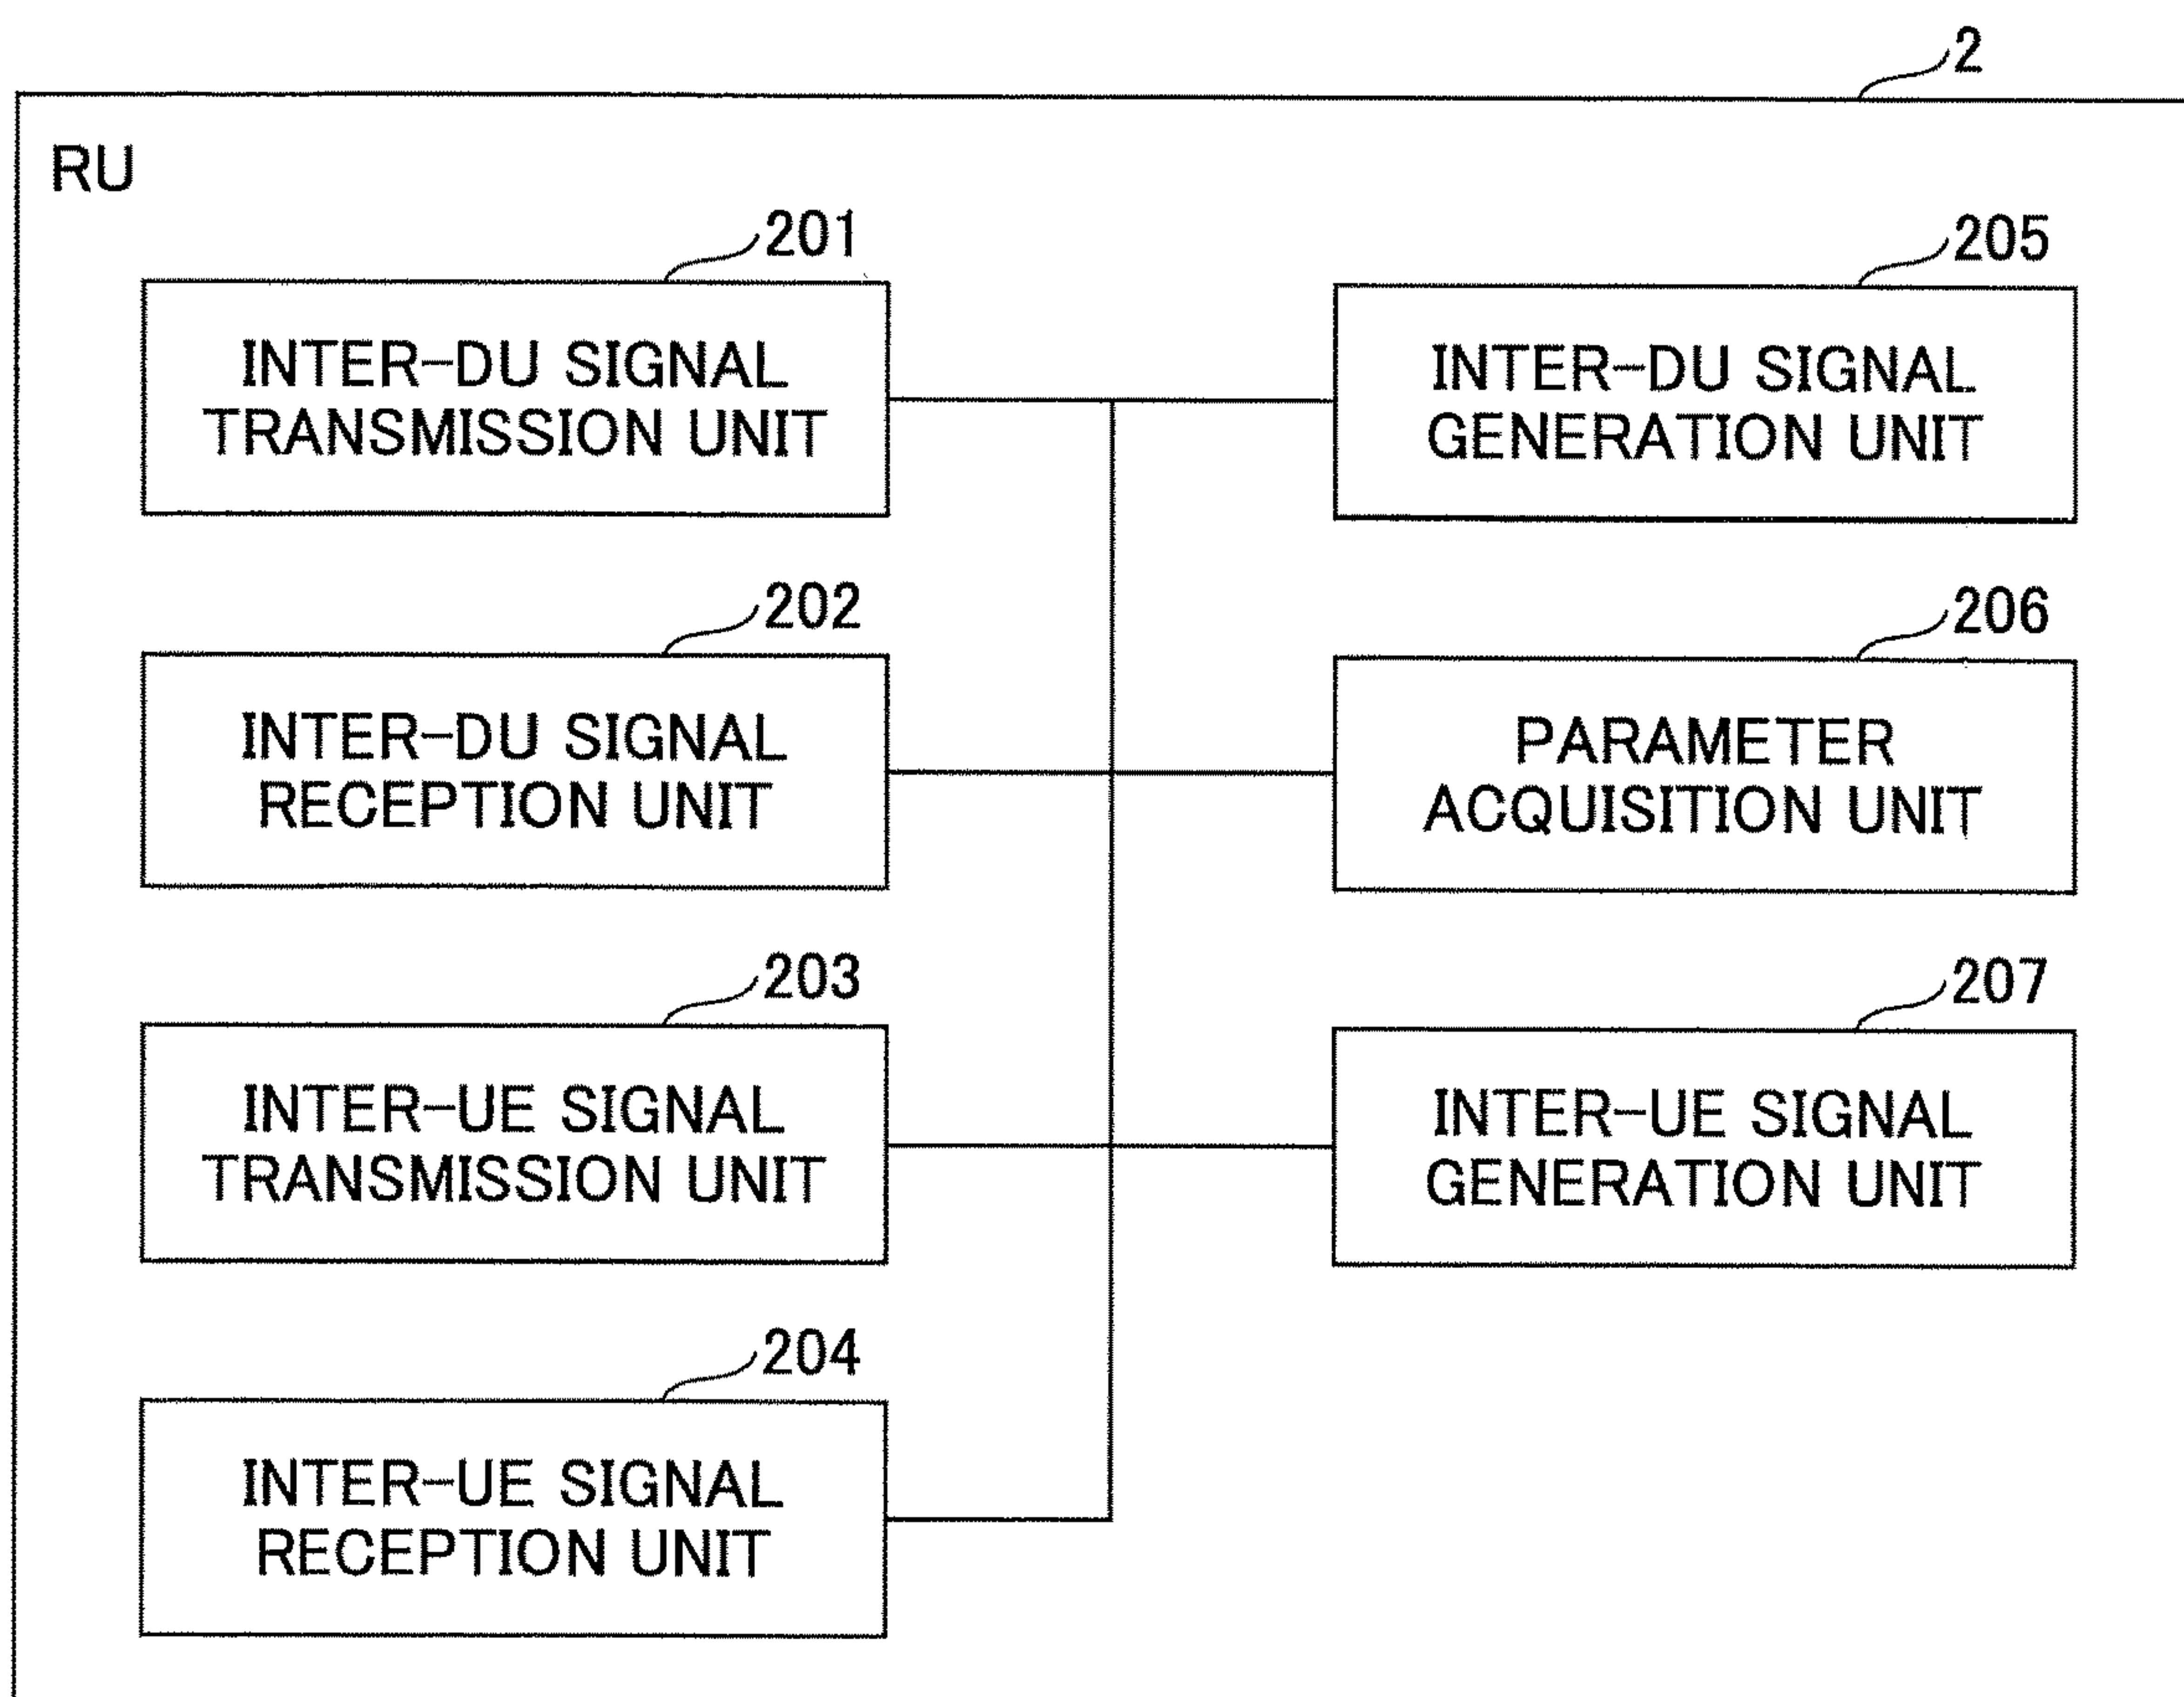 2
RU
201
INTER-DU SIGNAL
TRANSMISSION UNIT
205
INTER-DU SIGNAL
GENERATION UNIT
202
INTER-DU SIGNAL
RECEPTION UNIT
206
PARAMETER
ACQUISITION UNIT
203
INTER-UE SIGNAL
TRANSMISSION UNIT
207
INTER-UE SIGNAL
GENERATION UNIT
204
INTER-UE SIGNAL
RECEPTION UNIT